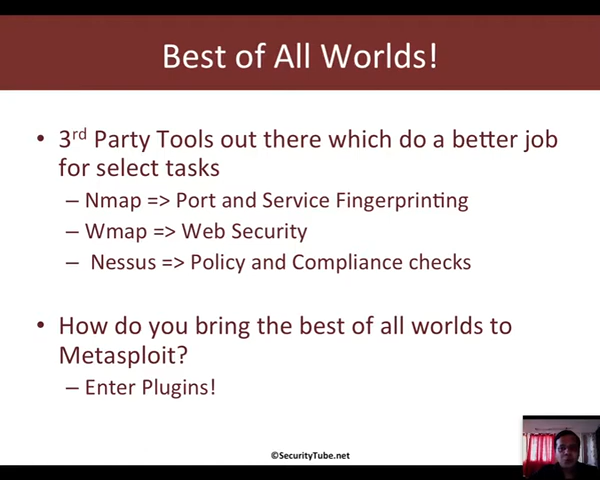 Best of All Worlds!
• 3rd Party Tools out there which do a better job
for select tasks
– Nmap => Port and Service Fingerprinting
– Wmap => Web Security
– Nessus => Policy and Compliance checks
• How do you bring the best of all worlds to
Metasploit?
– Enter Plugins!
©SecurityTube.net